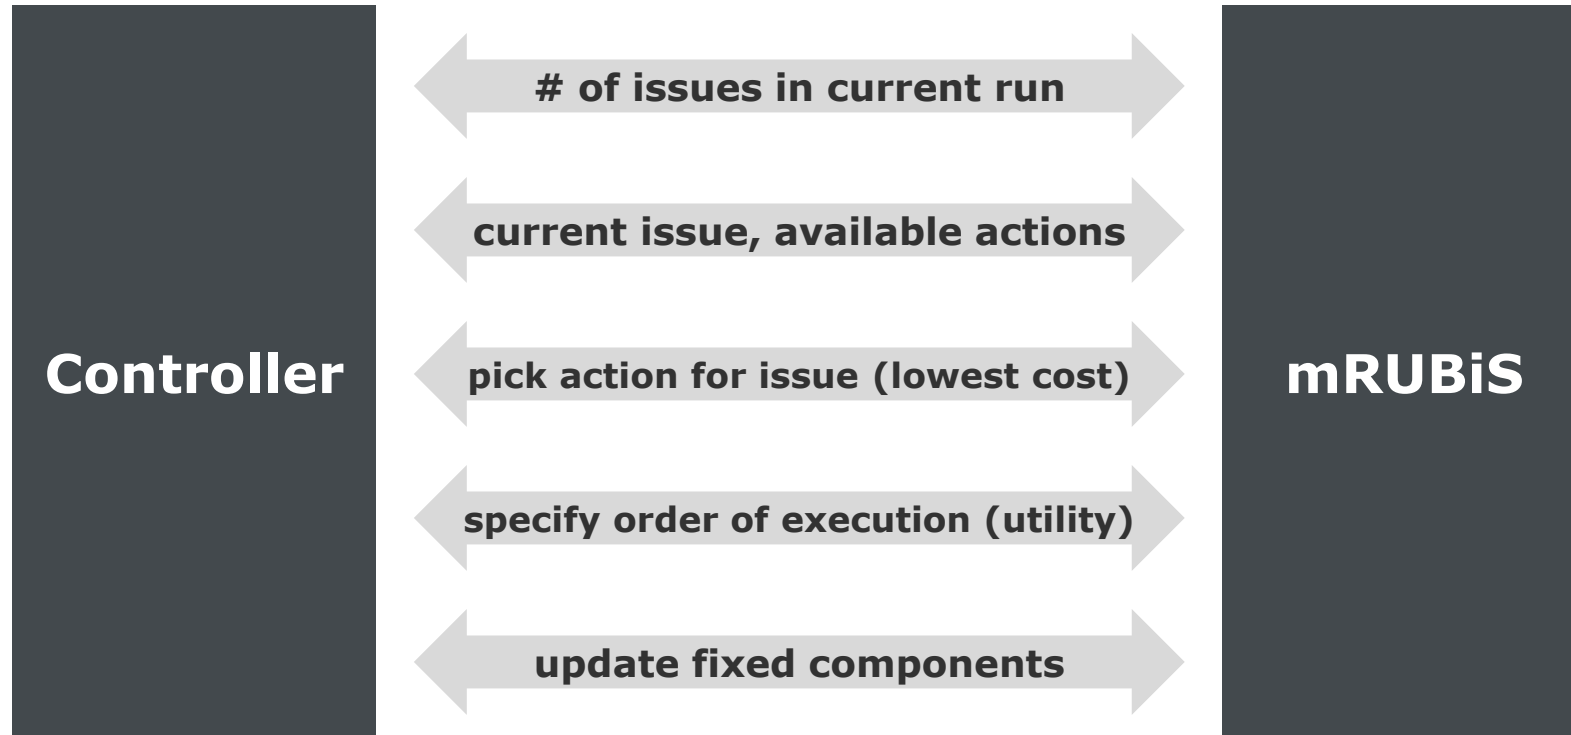 # of issues in current run
current issue, available actions
Controller
pick action for issue (lowest cost)
mRUBiS
specify order of execution (utility)
update fixed components